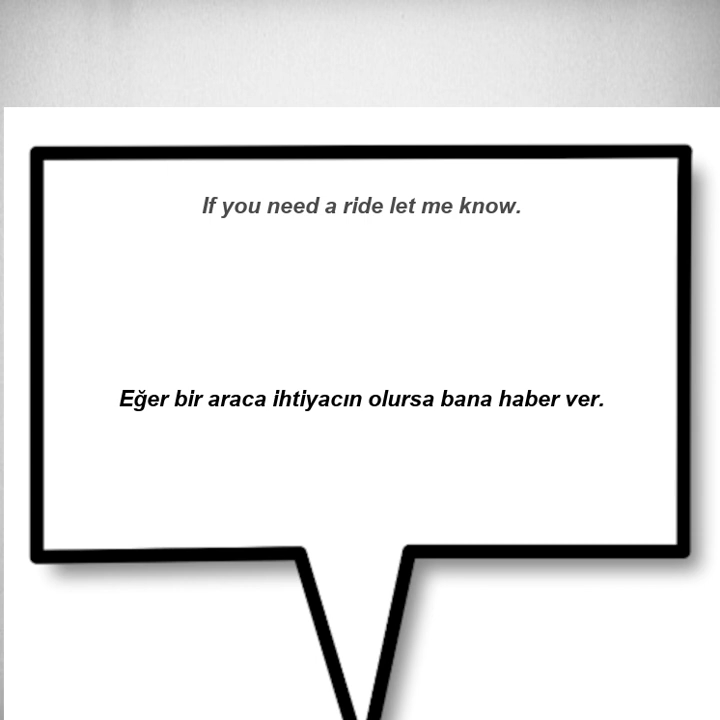 If you need a ride let me know.
Eğer bir araca ihtiyacın olursa bana haber ver.